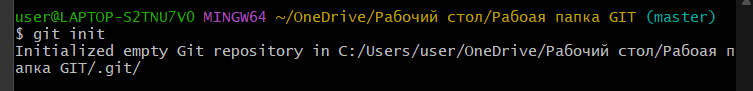 user@LAPTOP-S2TNU7VO MINGW64 ~/OneDrive/Рабочий стол/Рабоая папка GIT (master)
$ git init
Initialized empty Git repository in C:/Users/user/OneDrive/Рабочий стол/Рабоая п
апка GIT/.git/